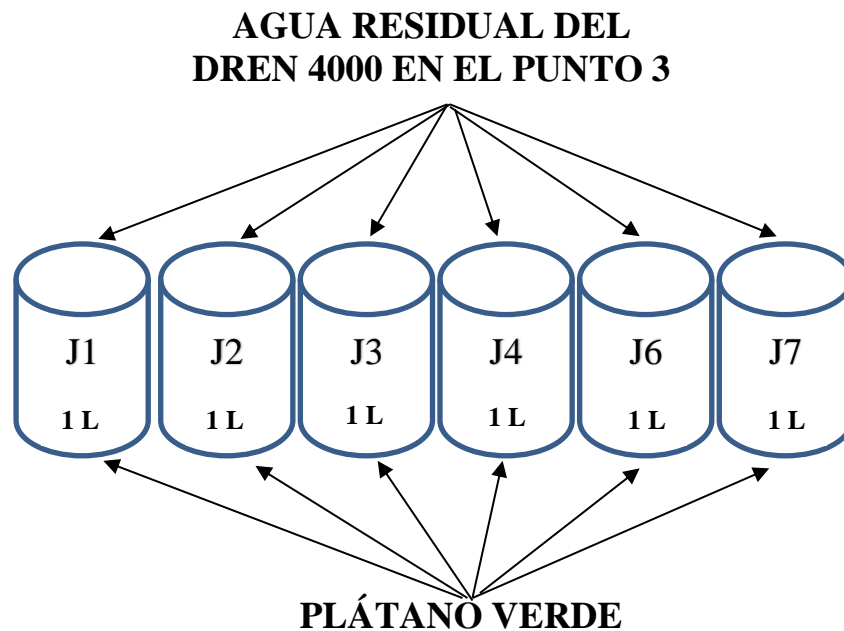 AGUA RESIDUAL DEL
DREN 4000 EN EL PUNTO 3
J1 J2 J3 J4 J6 J7
1 L 1 L 1 L 1 L 1 L 1 L
PLÁTANO VERDE